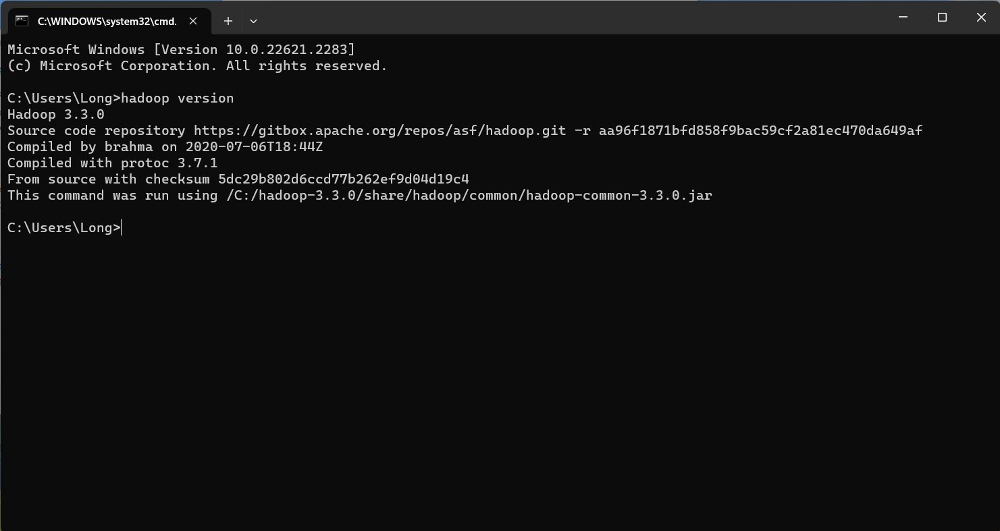 C:\WINDOWS\system32\cmd.
Microsoft Windows [Version 10.0.22621.2283]
(c) Microsoft Corporation. All rights reserved.
C:\Users\Long>hadoop version
Hadoop 3.3.0
Source code repository https://gitbox.apache.org/repos/asf/hadoop.git -r aa96f1871bfd858f9bac59cf2a81ec470da649af
Compiled by brahma on 2020-07-06T18:44Z
Compiled with protoc 3.7.1
From source with checksum 5dc29b802d6ccd77b262ef9d04d19c4
This command was run using /C:/hadoop-3.3.0/share/hadoop/common/hadoop-common-3.3.0.jar
C:\Users\Long>